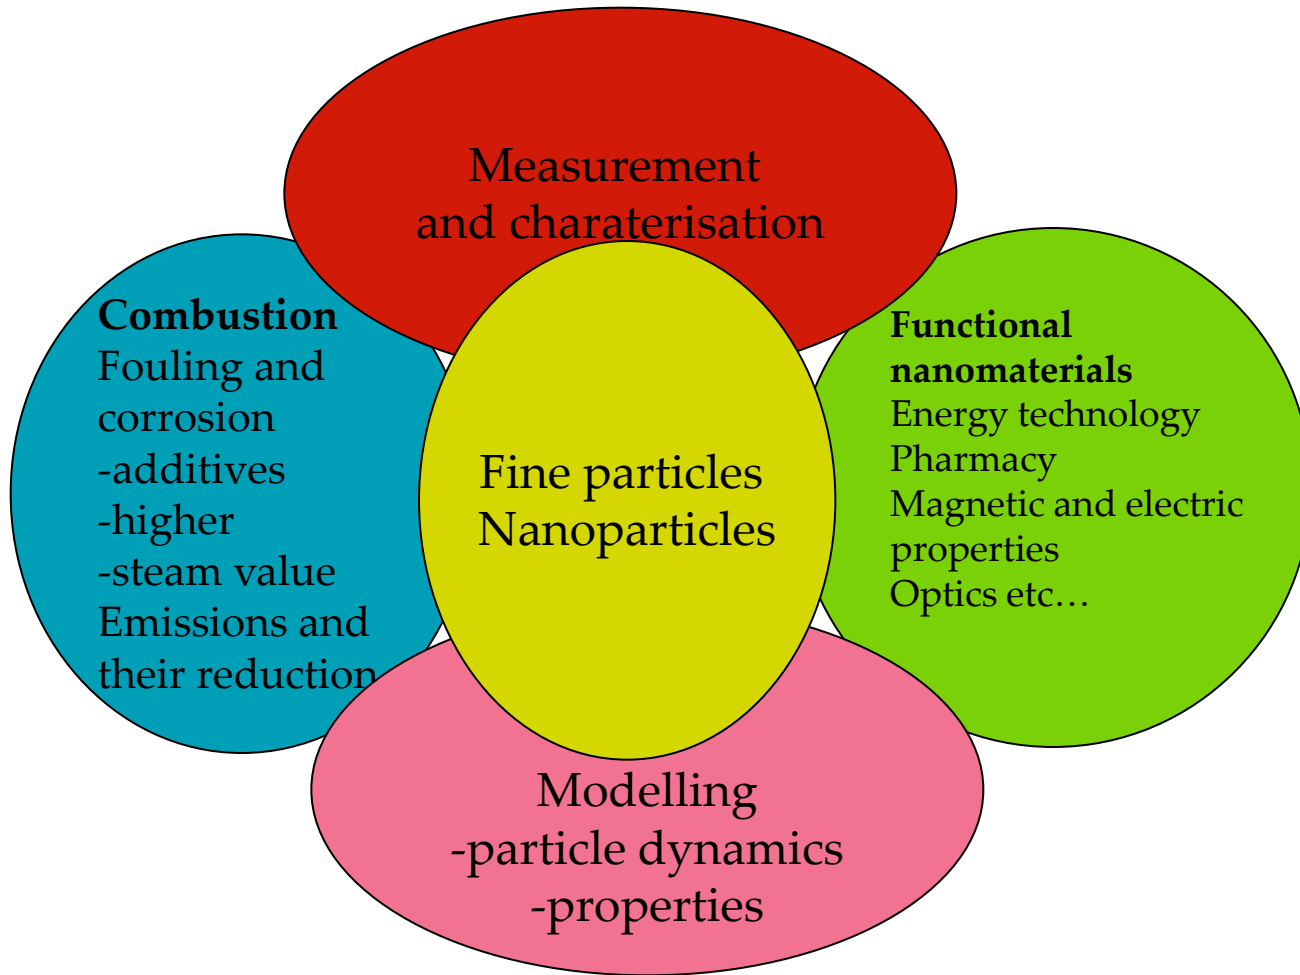 Measurement
and charaterisation
Combustion
Fouling and
corrosion
-additives
-higher
-steam value
Emissions and
their reduction
Fine particles
Nanoparticles
Functional
nanomaterials
Energy technology
Pharmacy
Magnetic and electric
properties
Optics etc…
Modelling
-particle dynamics
-properties